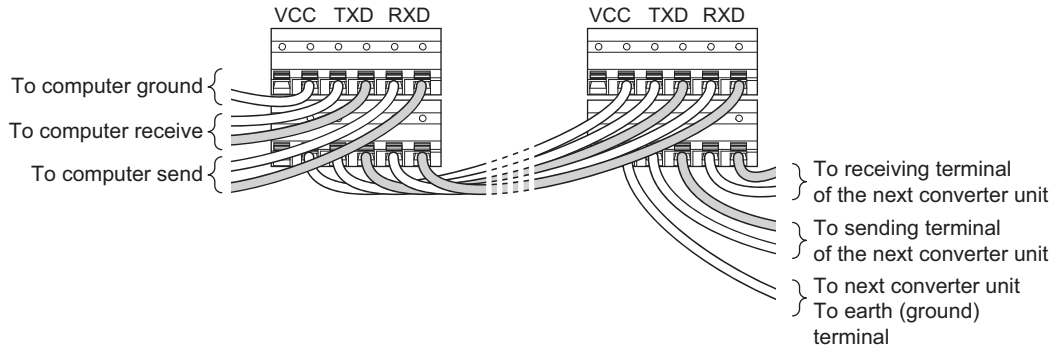 VCC TXD RXD
VCC TXD RXD
To computer ground
To computer receive
To computer send
To receiving terminal
of the next converter unit
To sending terminal
of the next converter unit
To next converter unit
To earth (ground)
terminal